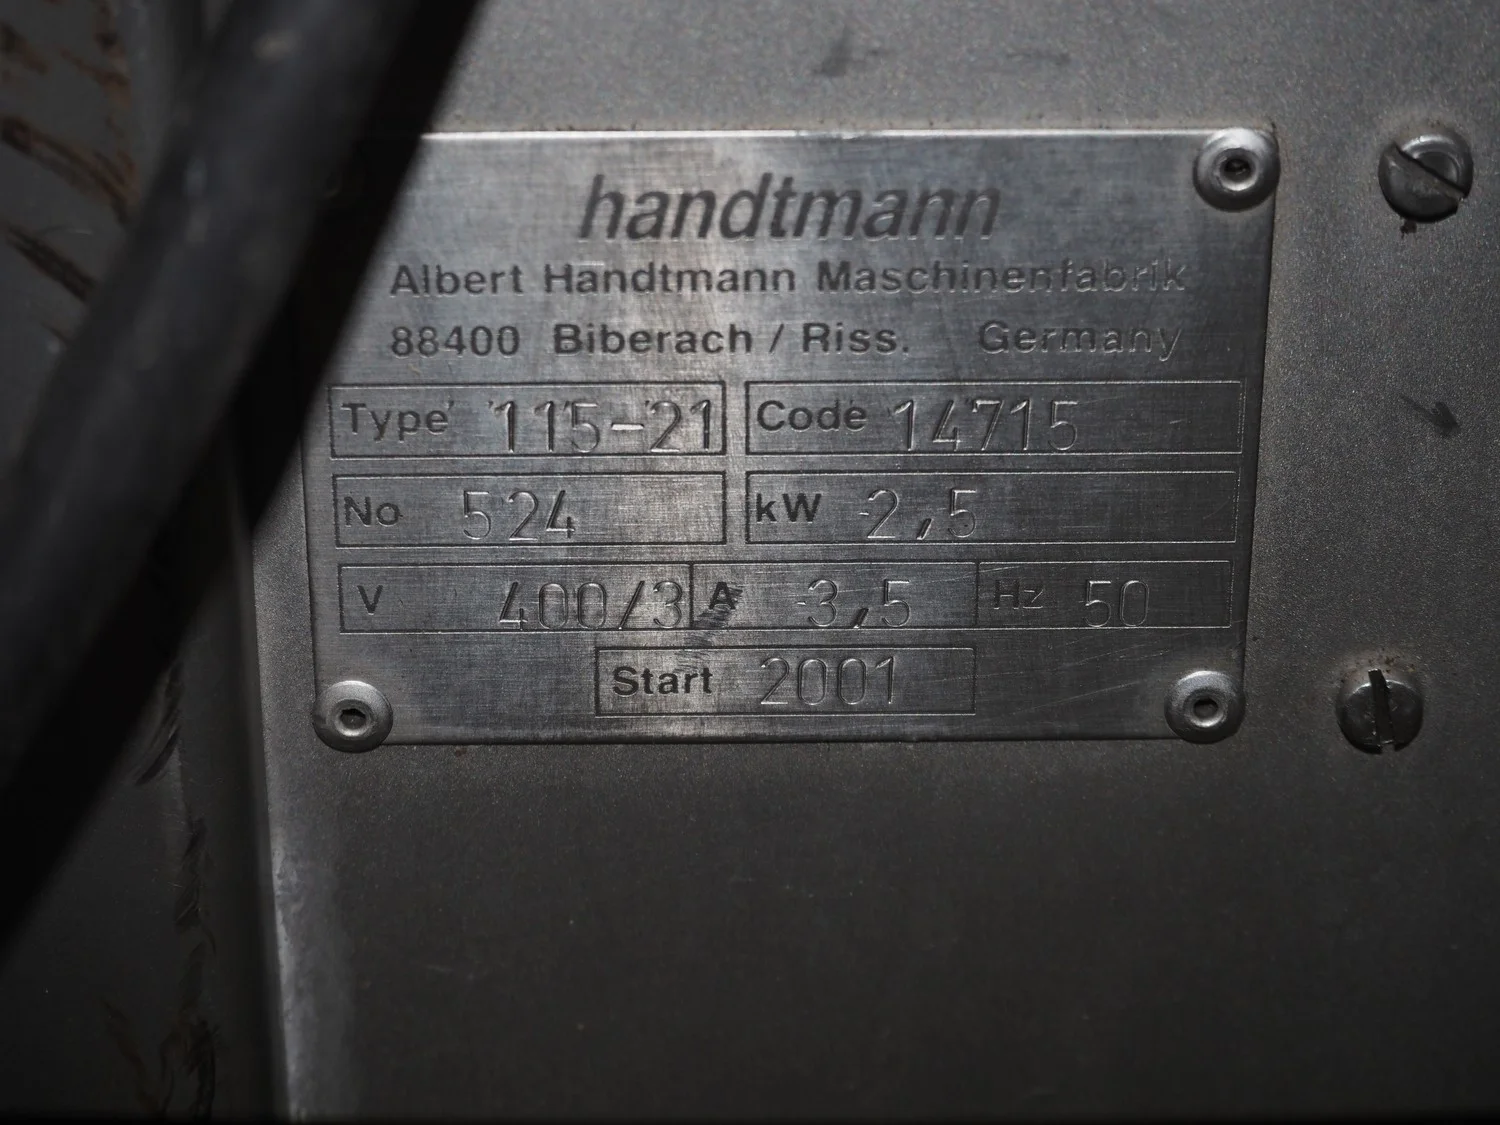 handtmann
Albert Handtmann Maschinenfabrik
88400 Biberach / Riss. Germany
Type 115-21 Code 14715
No 524 kW 2,5
V 400/3 A 3,5 Hz 50
Start 2001